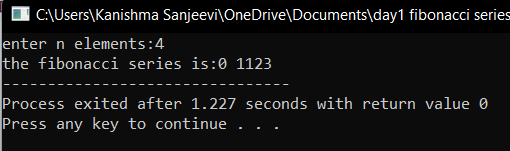 C:\Users\Kanishma Sanjeevi\OneDrive\Documents\day1 fibonacci series
enter n elements:4
the fibonacci series is:0 1123
--------------------------------
Process exited after 1.227 seconds with return value 0
Press any key to continue . . .